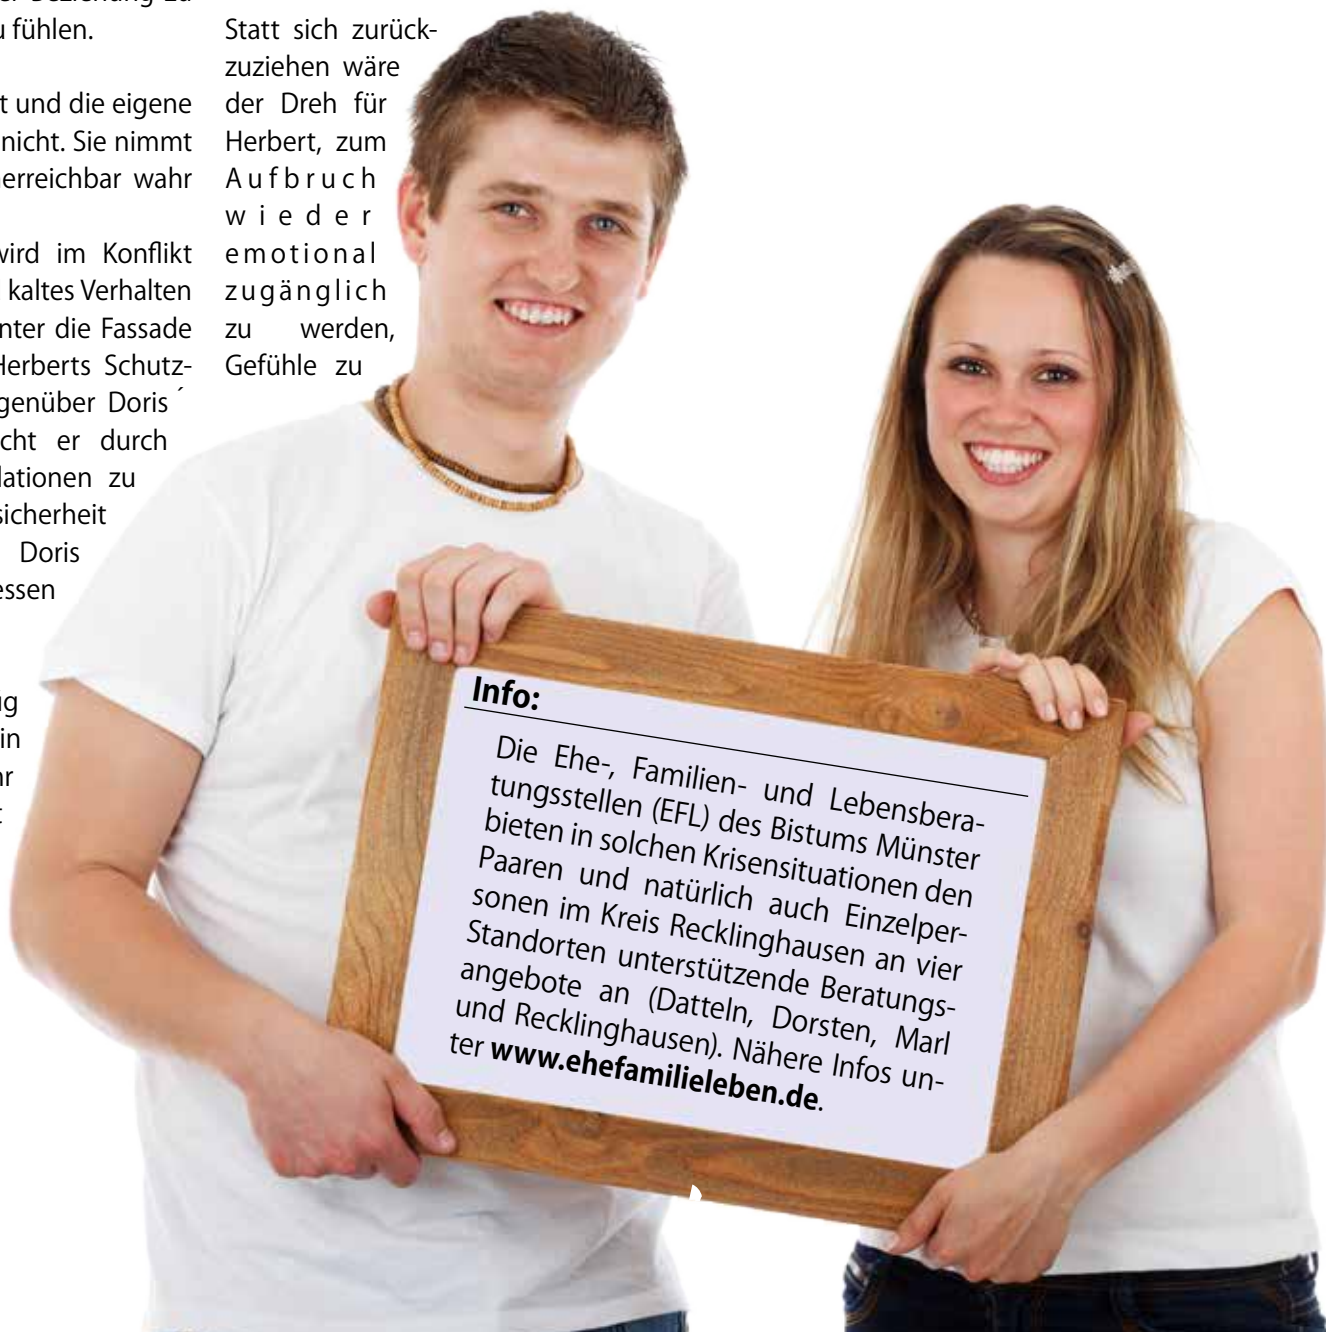 u fühlen.
t und die eigene
nicht. Sie nimmt
erreichbar wahr
wird im Konflikt
kaltes Verhalten
nter die Fassade
Herberts Schutz-
genüber Doris´
cht er durch
lationen zu
sicherheit
Doris
essen
in
Statt sich zurück-
zuziehen wäre
der Dreh für
Herbert, zum
Aufbruch
wieder
emotional
zugänglich
zu werden,
Gefühle zu
Info:
Die Ehe-, Familien- und Lebensbera-
tungsstellen (EFL) des Bistums Münster
bieten in solchen Krisensituationen den
Paaren und natürlich auch Einzelper-
sonen im Kreis Recklinghausen an vier
Standorten unterstützende Beratungs-
angebote an (Datteln, Dorsten, Marl
und Recklinghausen). Nähere Infos un-
ter www.ehefamilieleben.de.